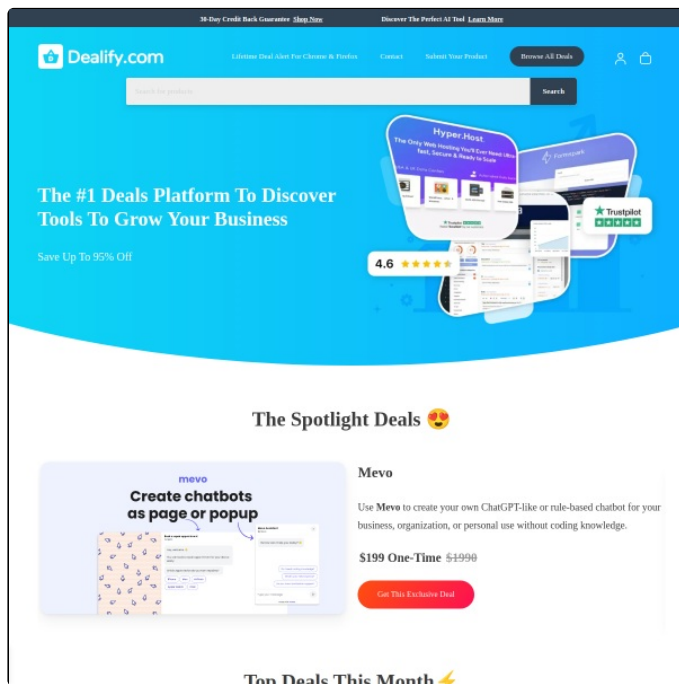 30-Day Credit Back Guarantee Shop Now
Discover The Perfect AI Tool Learn More
Dealify.com
Lifetime Deal Alert For Chrome & Firefox
Contact
Submit Your Product
Browse All Deals
Search for products...
Search
The #1 Deals Platform To Discover
Tools To Grow Your Business
Save Up To 95% Off
Hyper.Host.
The Only Web Hosting You'll Ever Need
fast, Secure & Ready to Scale
Formspark
Trustpilot
4.6
The Spotlight Deals 😍
mevo
Create chatbots
as page or popup
Mevo
Use Mevo to create your own ChatGPT-like or rule-based chatbot for your
business, organization, or personal use without coding knowledge.
$199 One-Time $1990
Get This Exclusive Deal
Top Deals This Month⚡